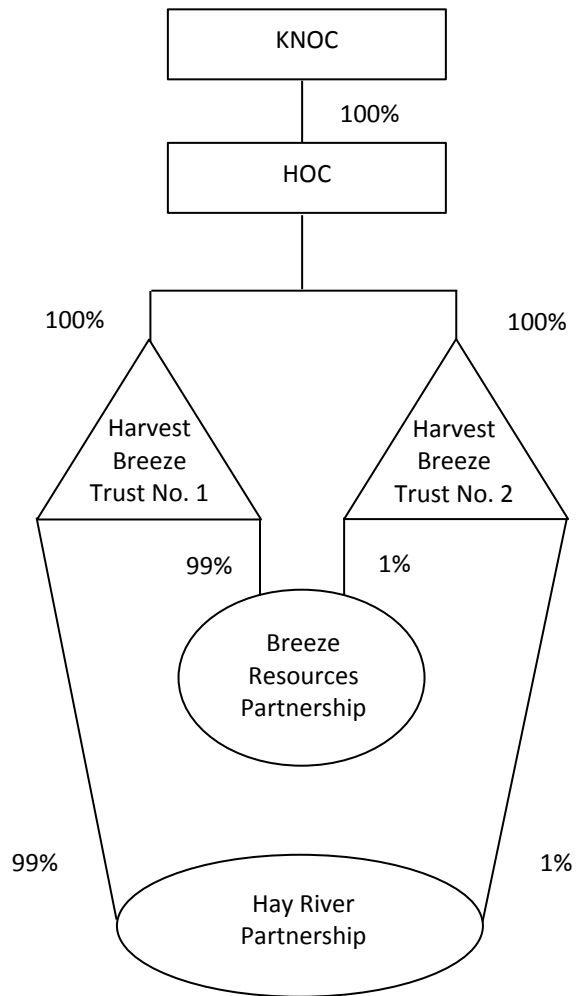 KNOC
100%
HOC
100%
100%
Harvest
Breeze
Trust No. 1
Harvest
Breeze
Trust No. 2
99%
1%
Breeze
Resources
Partnership
99%
1%
Hay River
Partnership